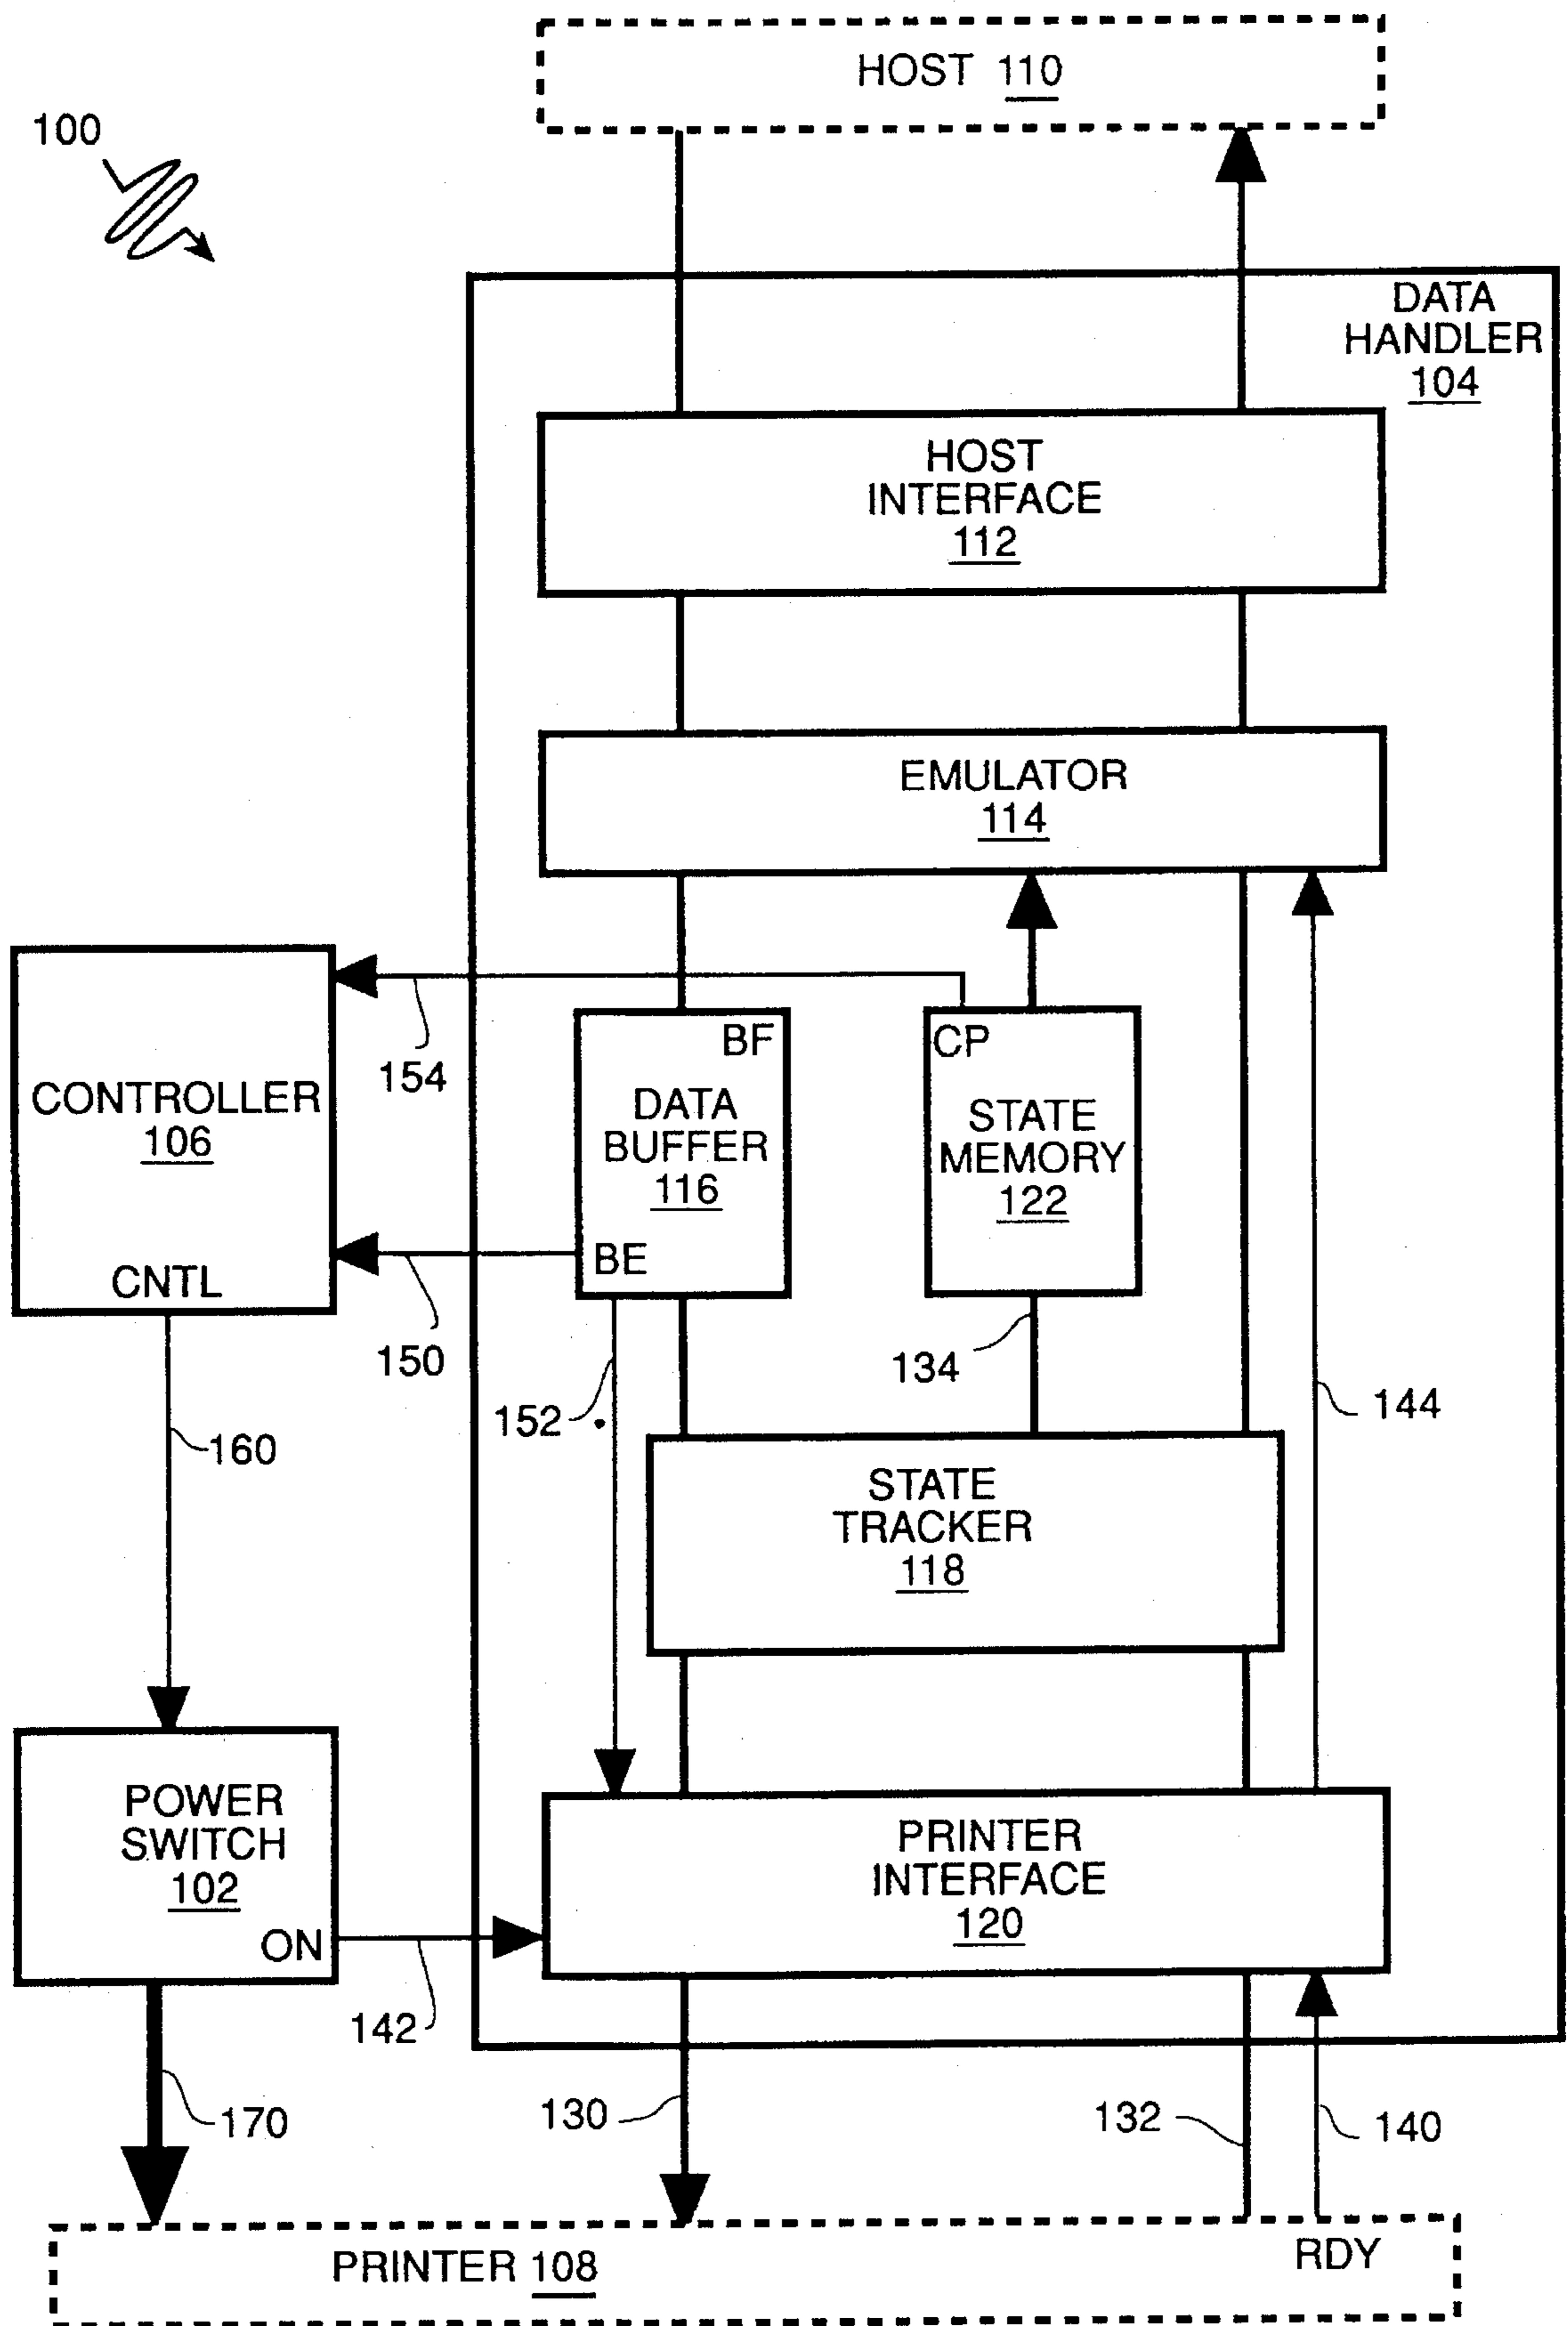 HOST 110
100
DATA
HANDLER
104
HOST
INTERFACE
112
EMULATOR
114
154
BF
CP
CONTROLLER
106
CNTL
DATA
BUFFER
116
BE
STATE
MEMORY
122
150
152
134
144
160
STATE
TRACKER
118
POWER
SWITCH
102
ON
PRINTER
INTERFACE
120
142
170
130
132
140
PRINTER 108
RDY